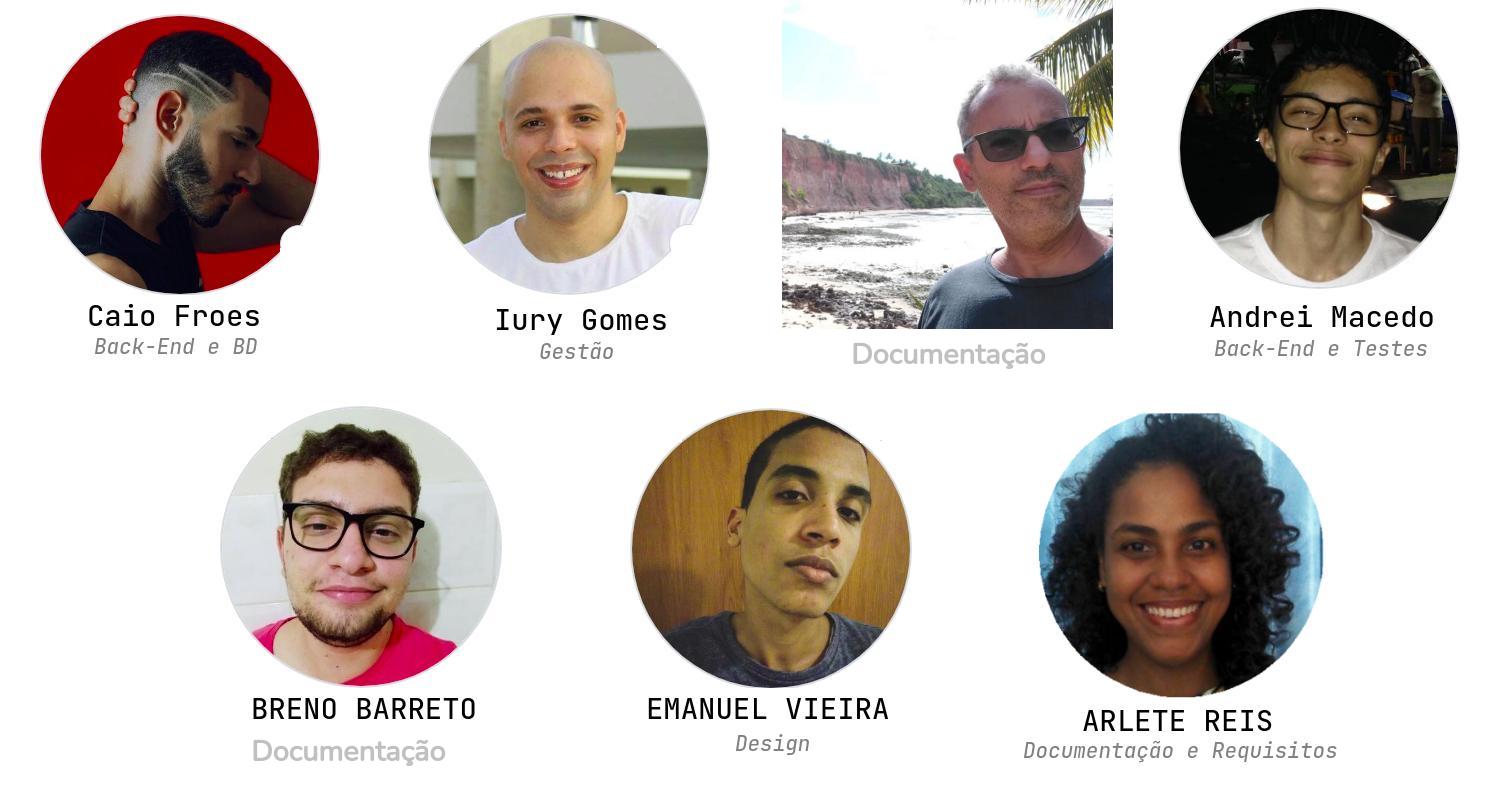 Caio Froes
Back-End e BD
Iury Gomes
Gestão
Documentação
Andrei Macedo
Back-End e Testes
BRENO BARRETO
Documentação
EMANUEL VIEIRA
Design
ARLETE REIS
Documentação e Requisitos